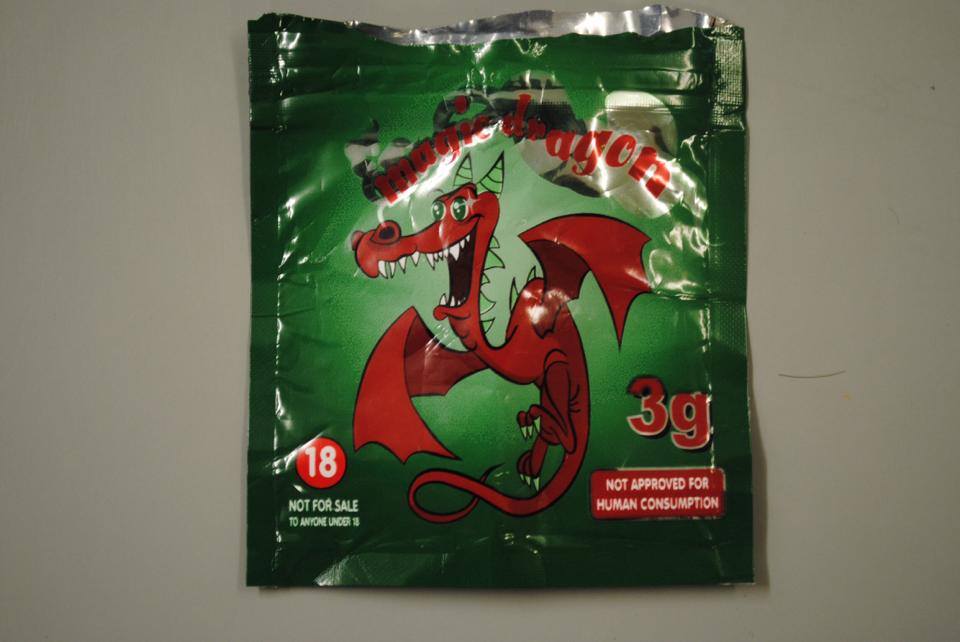 magic dragon
3g
18
NOT FOR SALE
TO ANYONE UNDER 18
NOT APPROVED FOR
HUMAN CONSUMPTION